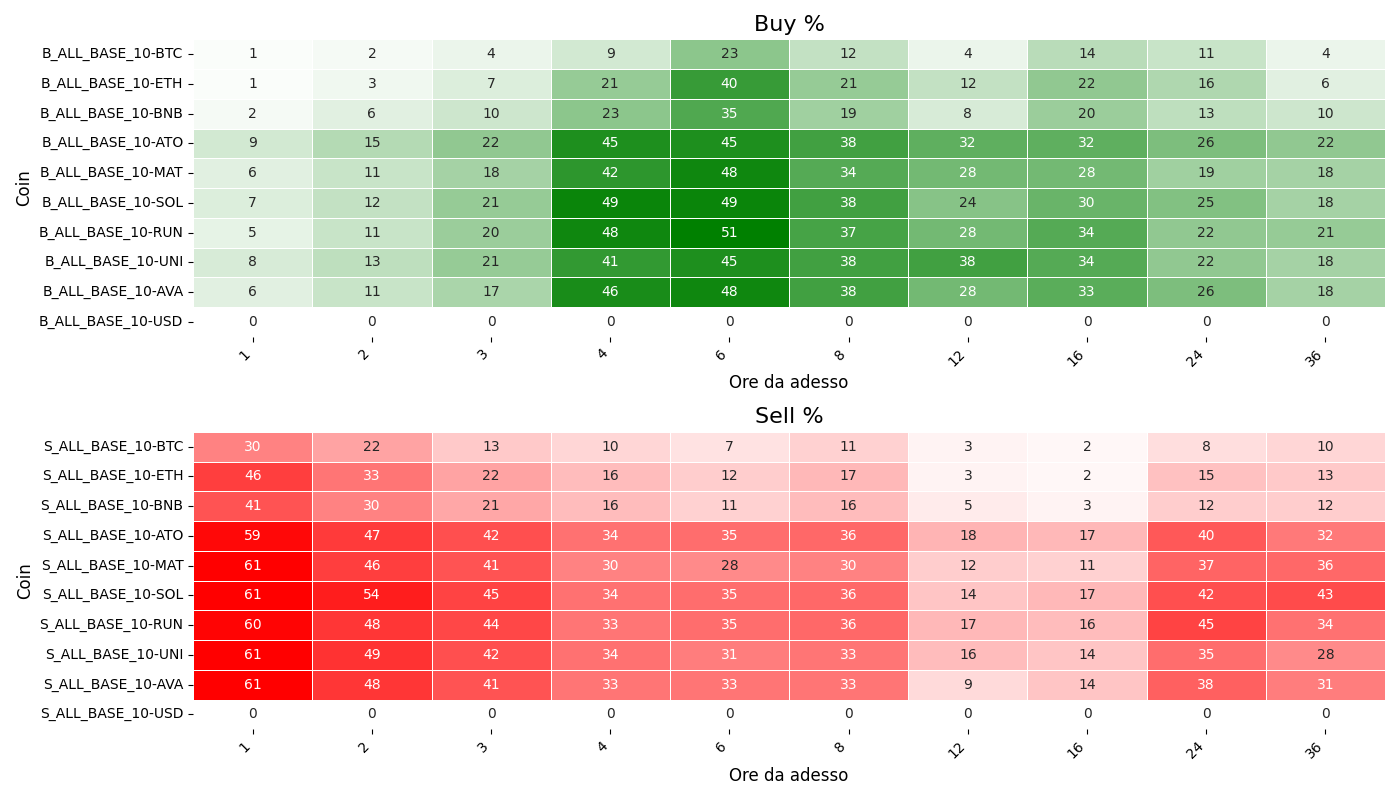 Buy %
Coin
B_ALL_BASE_10-BTC 1 2 4 9 23 12 4 14 11 4
B_ALL_BASE_10-ETH 1 3 7 21 40 21 12 22 16 6
B_ALL_BASE_10-BNB 2 6 10 23 35 19 8 20 13 10
B_ALL_BASE_10-ATO 9 15 22 45 45 38 32 32 26 22
B_ALL_BASE_10-MAT 6 11 18 42 48 34 28 28 19 18
B_ALL_BASE_10-SOL 7 12 21 49 49 38 24 30 25 18
B_ALL_BASE_10-RUN 5 11 20 48 51 37 28 34 22 21
B_ALL_BASE_10-UNI 8 13 21 41 45 38 38 34 22 18
B_ALL_BASE_10-AVA 6 11 17 46 48 38 28 33 26 18
B_ALL_BASE_10-USD 0 0 0 0 0 0 0 0 0 0
1 2 3 4 6 8 12 16 24 36
Ore da adesso
Sell %
Coin
S_ALL_BASE_10-BTC 30 22 13 10 7 11 3 2 8 10
S_ALL_BASE_10-ETH 46 33 22 16 12 17 3 2 15 13
S_ALL_BASE_10-BNB 41 30 21 16 11 16 5 3 12 12
S_ALL_BASE_10-ATO 59 47 42 34 35 36 18 17 40 32
S_ALL_BASE_10-MAT 61 46 41 30 28 30 12 11 37 36
S_ALL_BASE_10-SOL 61 54 45 34 35 36 14 17 42 43
S_ALL_BASE_10-RUN 60 48 44 33 35 36 17 16 45 34
S_ALL_BASE_10-UNI 61 49 42 34 31 33 16 14 35 28
S_ALL_BASE_10-AVA 61 48 41 33 33 33 9 14 38 31
S_ALL_BASE_10-USD 0 0 0 0 0 0 0 0 0 0
1 2 3 4 6 8 12 16 24 36
Ore da adesso